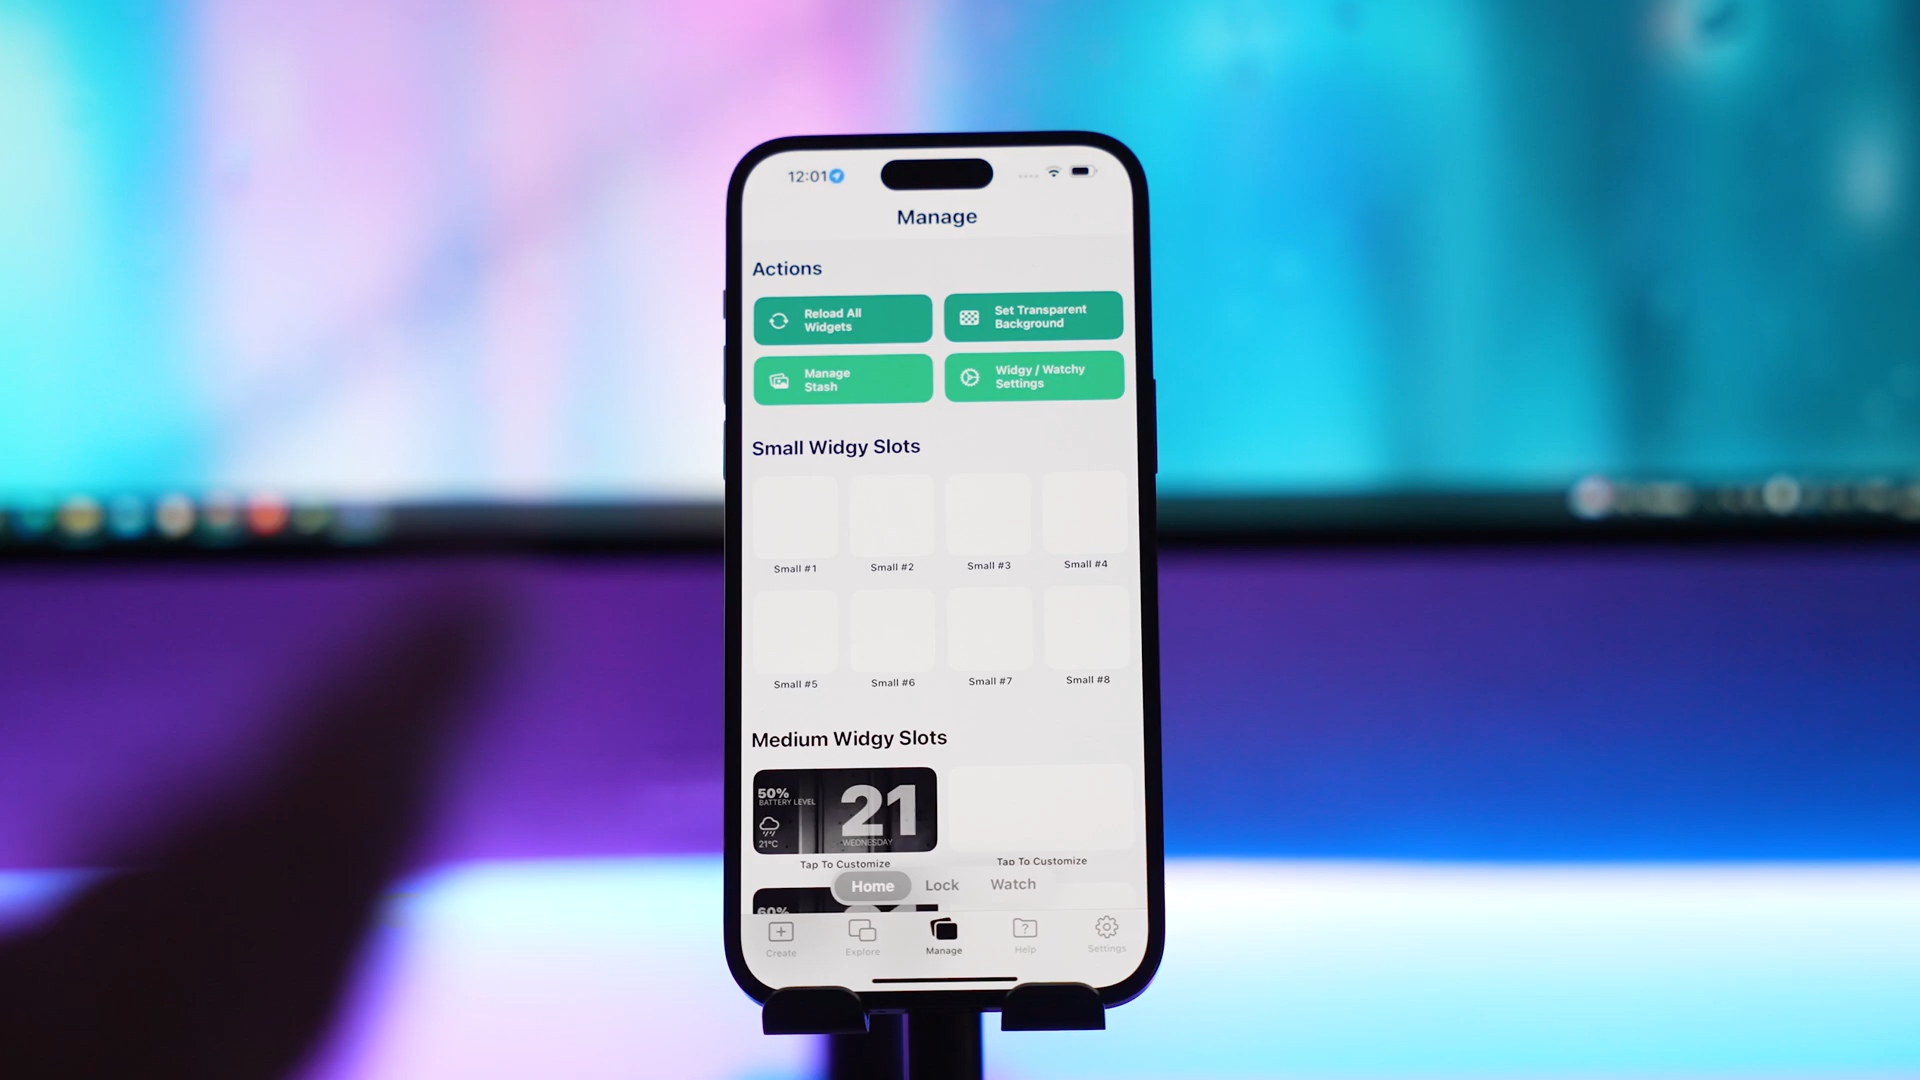 12:01
Manage
Actions
Reload All
Widgets
Set Transparent
Background
Manage
Stash
Widgy / Watchy
Settings
Small Widgy Slots
Small #1
Small #2
Small #3
Small #4
Small #5
Small #6
Small #7
Small #8
Medium Widgy Slots
50%
BATTERY LEVEL
21°C
21
WEDNESDAY
Tap To Customize
Tap To Customize
Home
Lock
Watch
60%
Create
Explore
Manage
Help
Settings